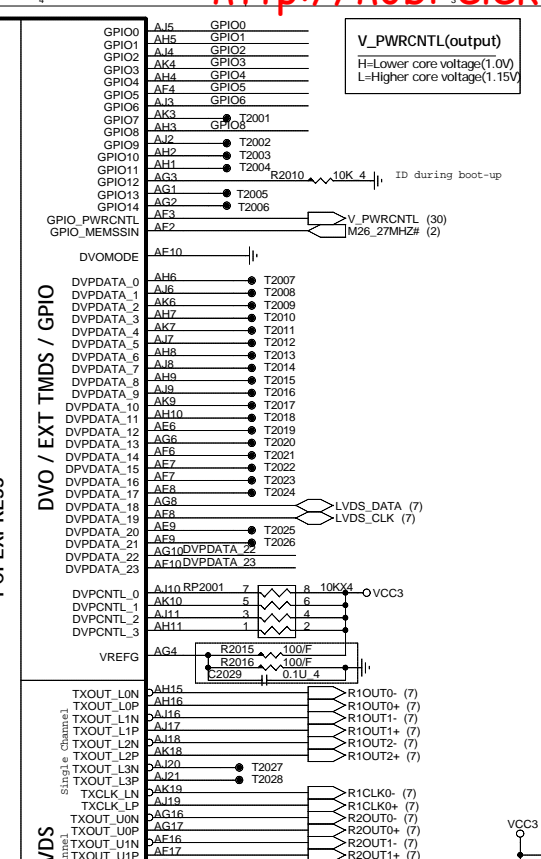 4
3
GPIO0 AJ5 GPIO0
GPIO1 AH5 GPIO1
GPIO2 AJ4 GPIO2
GPIO3 AK4 GPIO3
GPIO4 AH4 GPIO4
GPIO5 AF4 GPIO5
GPIO6 AJ3 GPIO6
GPIO7 AK3 T2001
GPIO8 AH3 GPIO8
GPIO9 AJ2 T2002
GPIO10 AH2 T2003
GPIO11 AH1 T2004
GPIO12 AG3 R2010 10K_4 ID during boot-up
GPIO13 AG1 T2005
GPIO14 AG2 T2006
GPIO_PWRCNTL AF3 V_PWRCNTL (30)
GPIO_MEMSSIN AF2 M26_27MHZ# (2)
V_PWRCNTL(output)
H=Lower core voltage(1.0V)
L=Higher core voltage(1.15V)
DVOMODE AE10
DVPDATA_0 AH6 T2007
DVPDATA_1 AJ6 T2008
DVPDATA_2 AK6 T2009
DVPDATA_3 AH7 T2010
DVPDATA_4 AK7 T2011
DVPDATA_5 AJ7 T2012
DVPDATA_6 AH8 T2013
DVPDATA_7 AJ8 T2014
DVPDATA_8 AH9 T2015
DVPDATA_9 AJ9 T2016
DVPDATA_10 AK9 T2017
DVPDATA_11 AH10 T2018
DVPDATA_12 AE6 T2019
DVPDATA_13 AG6 T2020
DVPDATA_14 AF6 T2021
DPVDATA_15 AE7 T2022
DVPDATA_16 AF7 T2023
DVPDATA_17 AE8 T2024
DVPDATA_18 AG8 LVDS_DATA (7)
DVPDATA_19 AF8 LVDS_CLK (7)
DVPDATA_20 AE9 T2025
DVPDATA_21 AF9 T2026
DVPDATA_22 AG10 DVPDATA_22
DVPDATA_23 AF10 DVPDATA_23
DVO / EXT TMDS / GPIO
DVPCNTL_0 AJ10 RP2001 7 8 10KX4 VCC3
DVPCNTL_1 AK10 5 6
DVPCNTL_2 AJ11 3 4
DVPCNTL_3 AH11 1 2
VREFG AG4 R2015 100/F
R2016 100/F
C2029 0.1U_4
TXOUT_L0N AH15 R1OUT0- (7)
TXOUT_L0P AH16 R1OUT0+ (7)
TXOUT_L1N AJ16 R1OUT1- (7)
TXOUT_L1P AJ17 R1OUT1+ (7)
TXOUT_L2N AJ18 R1OUT2- (7)
TXOUT_L2P AK18 R1OUT2+ (7)
TXOUT_L3N AJ20 T2027
TXOUT_L3P AJ21 T2028
TXCLK_LN AK19 R1CLK0- (7)
TXCLK_LP AJ19 R1CLK0+ (7)
TXOUT_U0N AG16 R2OUT0- (7)
TXOUT_U0P AG17 R2OUT0+ (7)
TXOUT_U1N AF16 R2OUT1- (7)
TXOUT_U1P AF17 R2OUT1+ (7)
Single Channel
VCC3